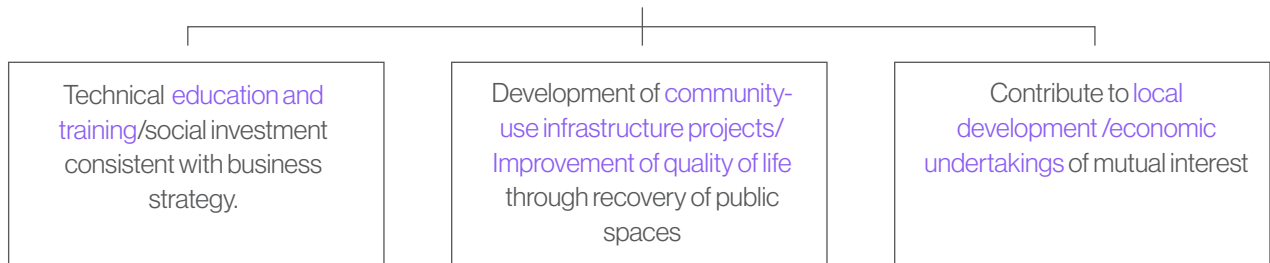 Technical education and
training/social investment
consistent with business
strategy.
Development of community-
use infrastructure projects/
Improvement of quality of life
through recovery of public
spaces
Contribute to local
development /economic
undertakings of mutual interest